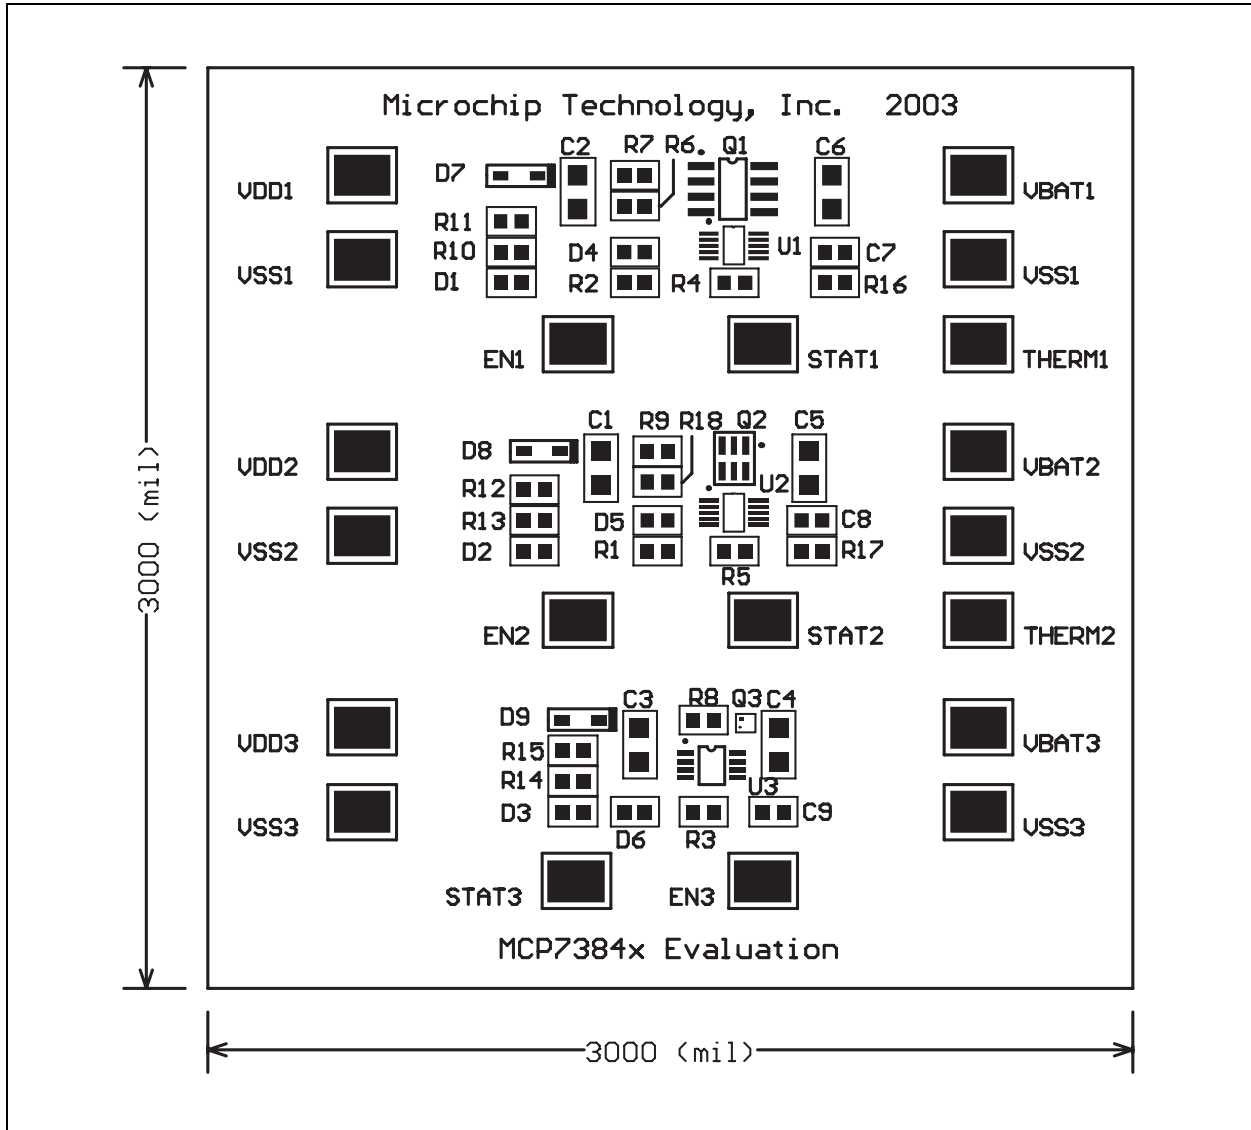 Microchip Technology, Inc. 2003
C2 R7 R6. Q1 C6
D7
VDD1 VBAT1
R11
R10 D4 U1 C7
VSS1 D1 R2 R4 R16 VSS1
EN1 STAT1 THERM1
C1 R9 R18 Q2 C5
D8
VDD2 VBAT2
R12 U2
R13 D5 C8
VSS2 D2 R1 R17 VSS2
R5
EN2 STAT2 THERM2
C3 R8 Q3 C4
D9
VDD3 VBAT3
R15
R14 U3
D3 C9
VSS3 VSS3
D6 R3
STAT3 EN3
MCP7384x Evaluation
3000 (mil)
3000 (mil)